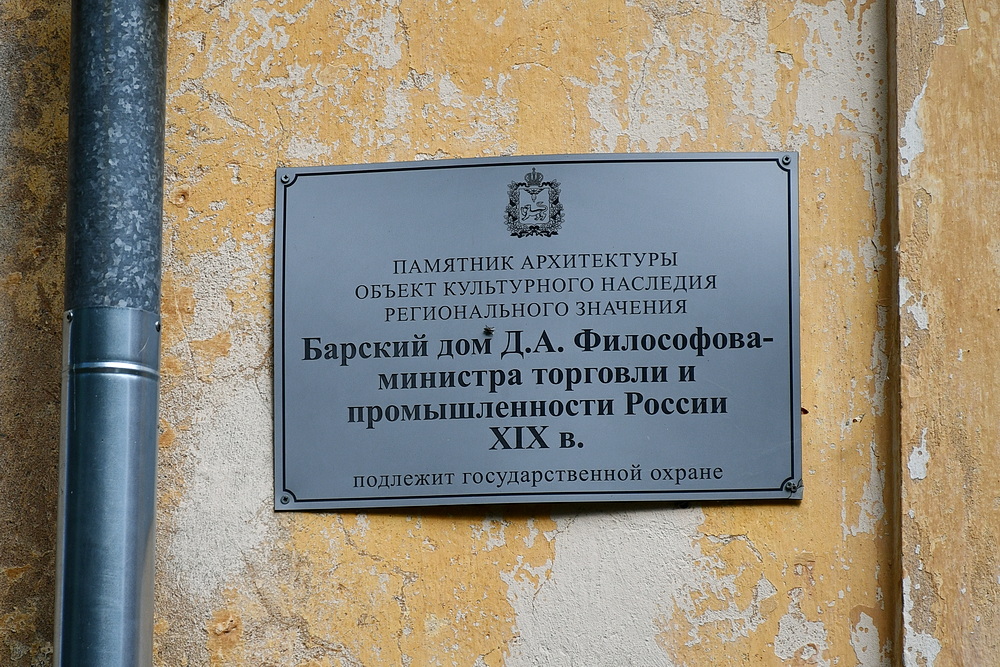 ПАМЯТНИК АРХИТЕКТУРЫ
ОБЪЕКТ КУЛЬТУРНОГО НАСЛЕДИЯ
РЕГИОНАЛЬНОГО ЗНАЧЕНИЯ
Барский дом Д.А. Философова-
министра торговли и
промышленности России
XIX в.
подлежит государственной охране